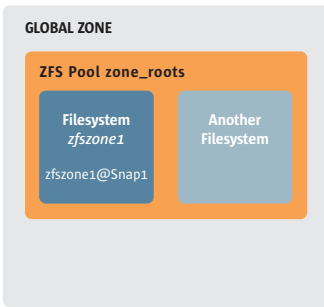 GLOBAL ZONE
ZFS Pool zone_roots
Filesystem
zfszone1
zfszone1@Snap1
Another
Filesystem